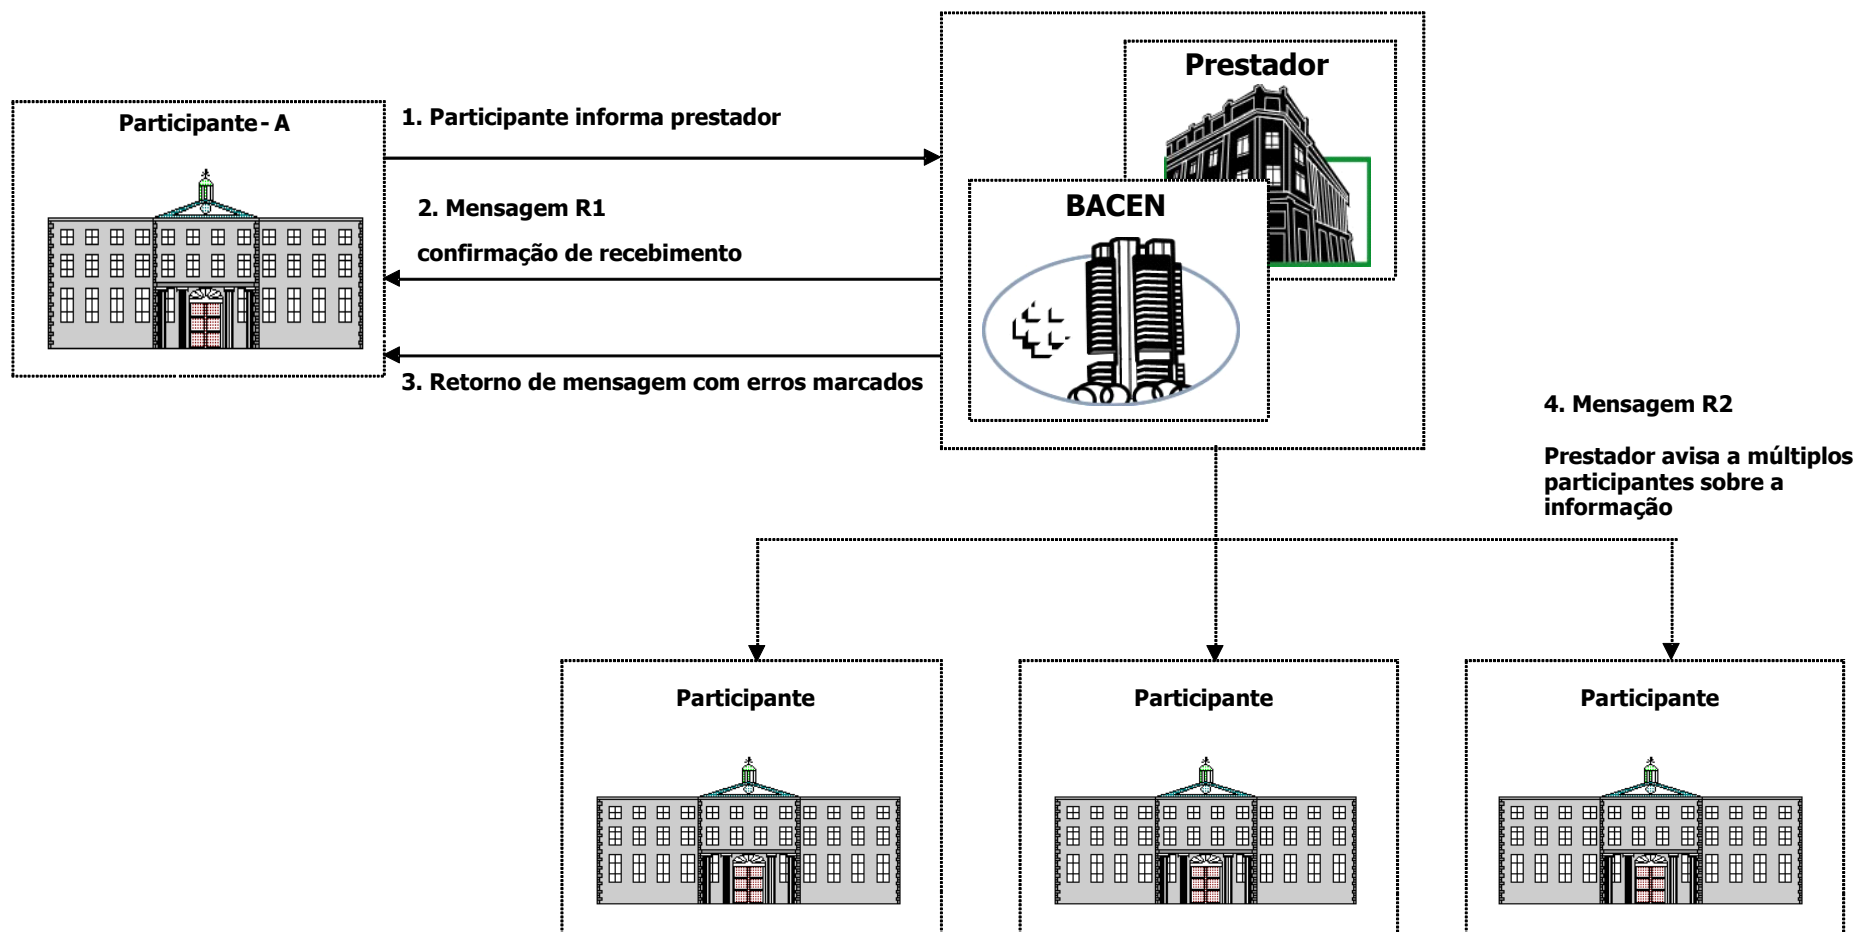 Prestador
Participante - A
1. Participante informa prestador
2. Mensagem R1
confirmação de recebimento
BACEN
3. Retorno de mensagem com erros marcados
4. Mensagem R2
Prestador avisa a múltiplos
participantes sobre a
informação
Participante
Participante
Participante